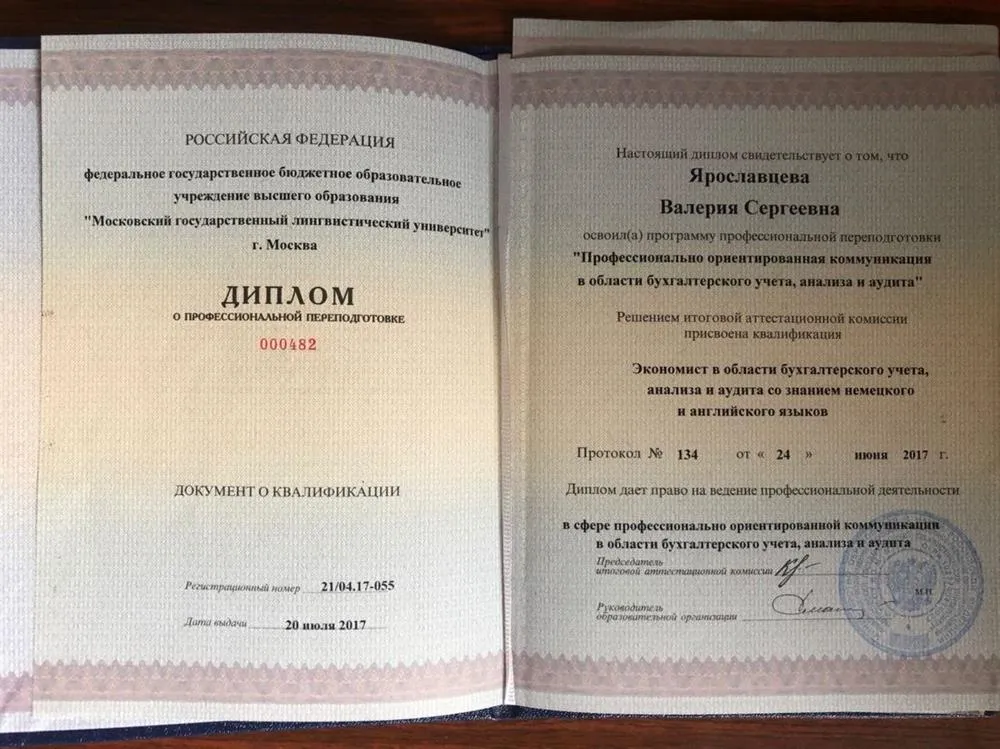 РОССИЙСКАЯ ФЕДЕРАЦИЯ
федеральное государственное бюджетное образовательное
учреждение высшего образования
"Московский государственный лингвистический университет"
г. Москва
ДИПЛОМ
О ПРОФЕССИОНАЛЬНОЙ ПЕРЕПОДГОТОВКЕ
000482
ДОКУМЕНТ О КВАЛИФИКАЦИИ
Регистрационный номер 21/04.17-055
Дата выдачи 20 июля 2017
Настоящий диплом свидетельствует о том, что
Ярославцева
Валерия Сергеевна
освоил(а) программу профессиональной переподготовки
"Профессионально ориентированная коммуникация
в области бухгалтерского учета, анализа и аудита"
Решением итоговой аттестационной комиссии
присвоена квалификация
Экономист в области бухгалтерского учета,
анализа и аудита со знанием немецкого
и английского языков
Протокол № 134 от « 24 » июня 2017 г.
Диплом дает право на ведение профессиональной деятельности
в сфере профессионально ориентированной коммуникации
в области бухгалтерского учета, анализа и аудита
Председатель
итоговой аттестационной комиссии
М.П.
Руководитель
образовательной организации